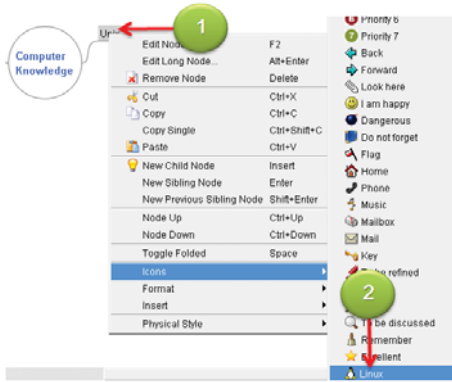 Computer
Knowledge
1
Edit F2
Edit Long Node... Alt+Enter
Remove Node Delete
Cut Ctrl+X
Copy Ctrl+C
Copy Single Ctrl+Shift+C
Paste Ctrl+V
New Child Node Insert
New Sibling Node Enter
New Previous Sibling Node Shift+Enter
Node Up Ctrl+Up
Node Down Ctrl+Down
Toggle Folded Space
Icons
Format
Insert
Physical Style
Priority 6
7 Priority 7
Back
Forward
Look here
I am happy
Dangerous
Do not forget
Flag
Home
Phone
Music
Mailbox
Mail
Key
be refined
2
be discussed
Remember
Linux